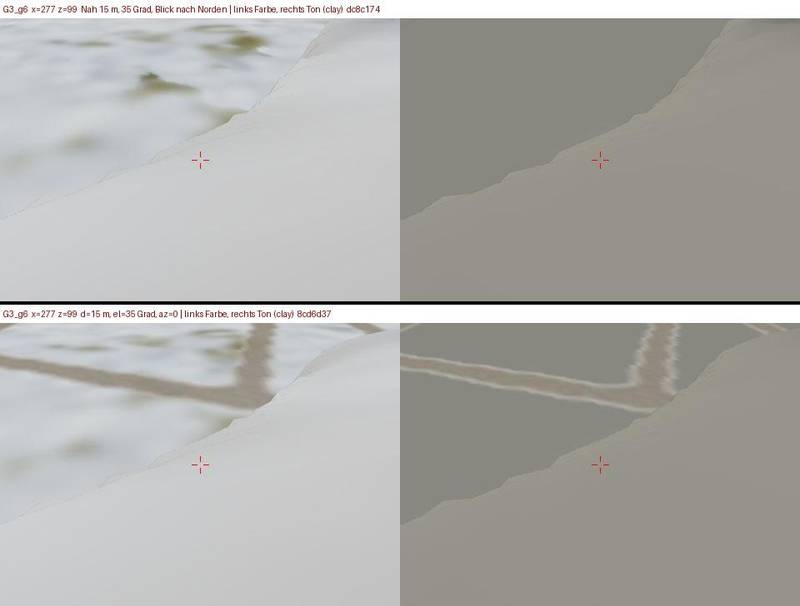 G3_g6 x=277 z=99 Nah 15 m, 35 Grad, Blick nach Norden | links Farbe, rechts Ton (clay) dc8c174
G3_g6 x=277 z=99 d=15 m, el=35 Grad, az=0 | links Farbe, rechts Ton (clay) 8cd6d37